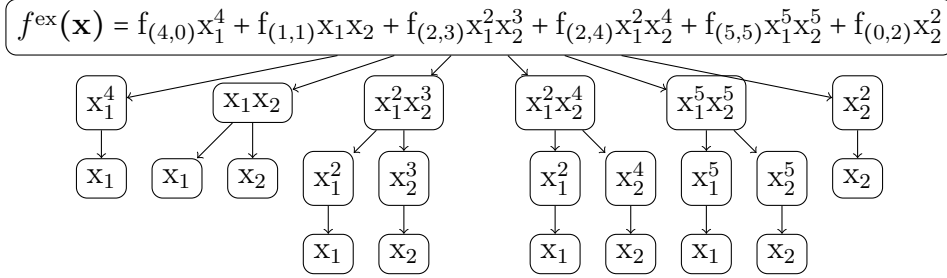 f^ex(x) = f_(4,0)x_1^4 + f_(1,1)x_1x_2 + f_(2,3)x_1^2x_2^3 + f_(2,4)x_1^2x_2^4 + f_(5,5)x_1^5x_2^5 + f_(0,2)x_2^2
x_1^4 x_1x_2 x_1^2x_2^3 x_1^2x_2^4 x_1^5x_2^5 x_2^2
x_1 x_1 x_2 x_1^2 x_2^3 x_1^2 x_2^4 x_1^5 x_2^5 x_2
x_1 x_2 x_1 x_2 x_1 x_2